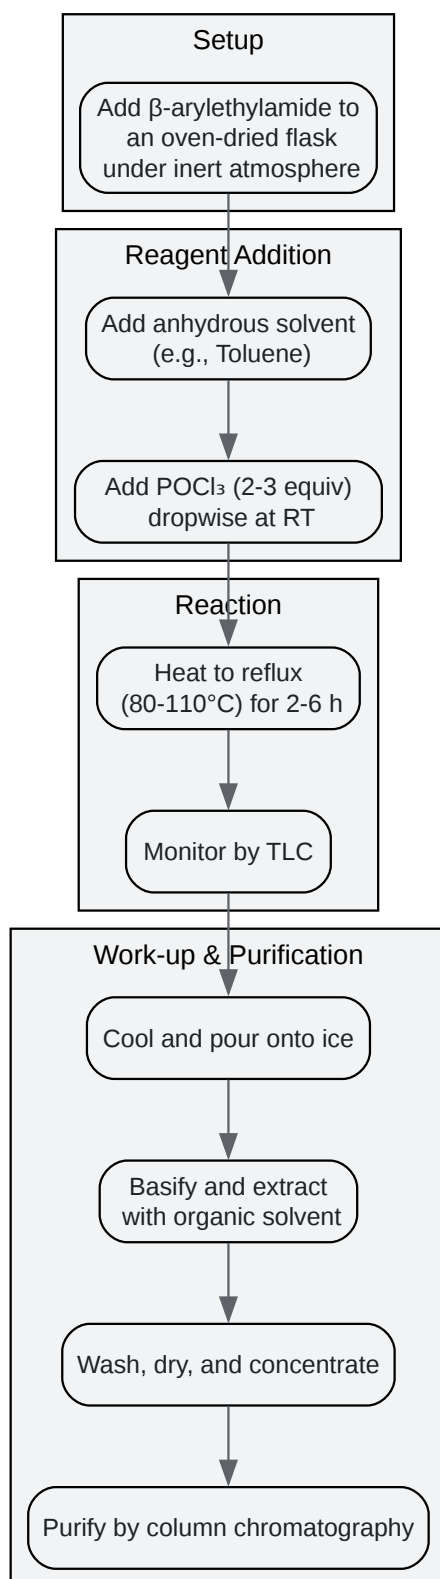 Setup
Add β-arylethylamide to
an oven-dried flask
under inert atmosphere
Reagent Addition
Add anhydrous solvent
(e.g., Toluene)
Add POCl₃ (2-3 equiv)
dropwise at RT
Reaction
Heat to reflux
(80-110°C) for 2-6 h
Monitor by TLC
Work-up & Purification
Cool and pour onto ice
Basify and extract
with organic solvent
Wash, dry, and concentrate
Purify by column chromatography